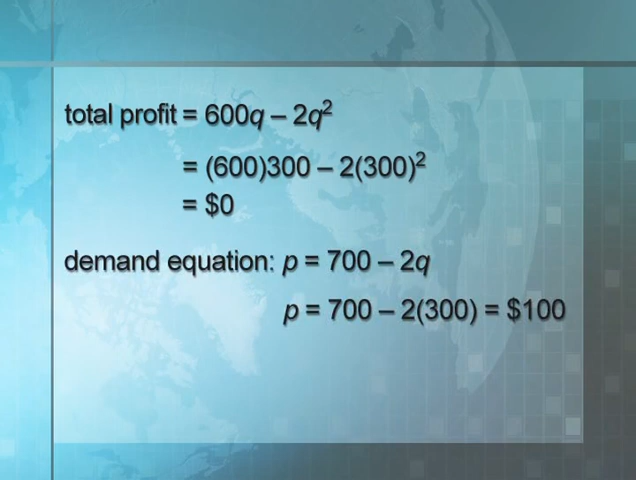 total profit = 600q – 2q²
= (600)300 – 2(300)²
= $0
demand equation: p = 700 – 2q
p = 700 – 2(300) = $100